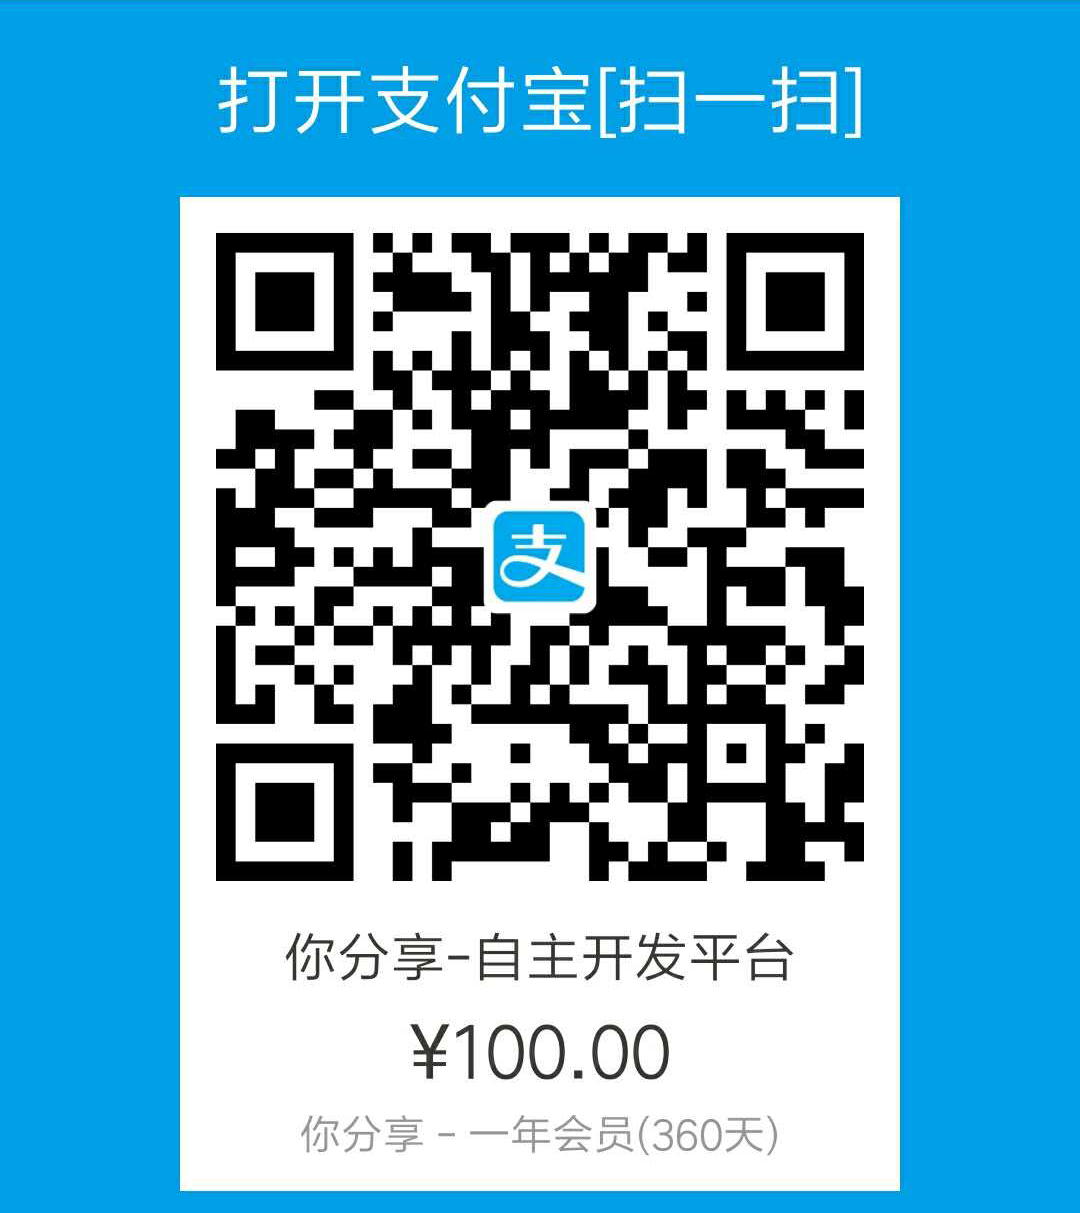 打开支付宝[扫一扫]
支
你分享-自主开发平台
¥100.00
你分享 - 一年会员(360天)